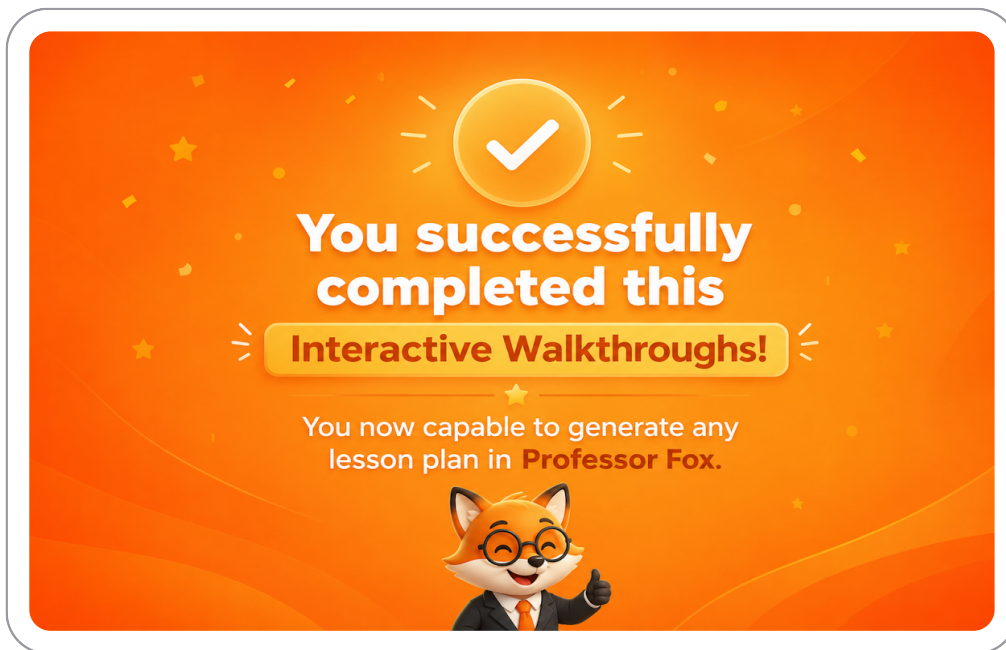 You successfully
completed this
Interactive Walkthroughs!
You now capable to generate any
lesson plan in Professor Fox.